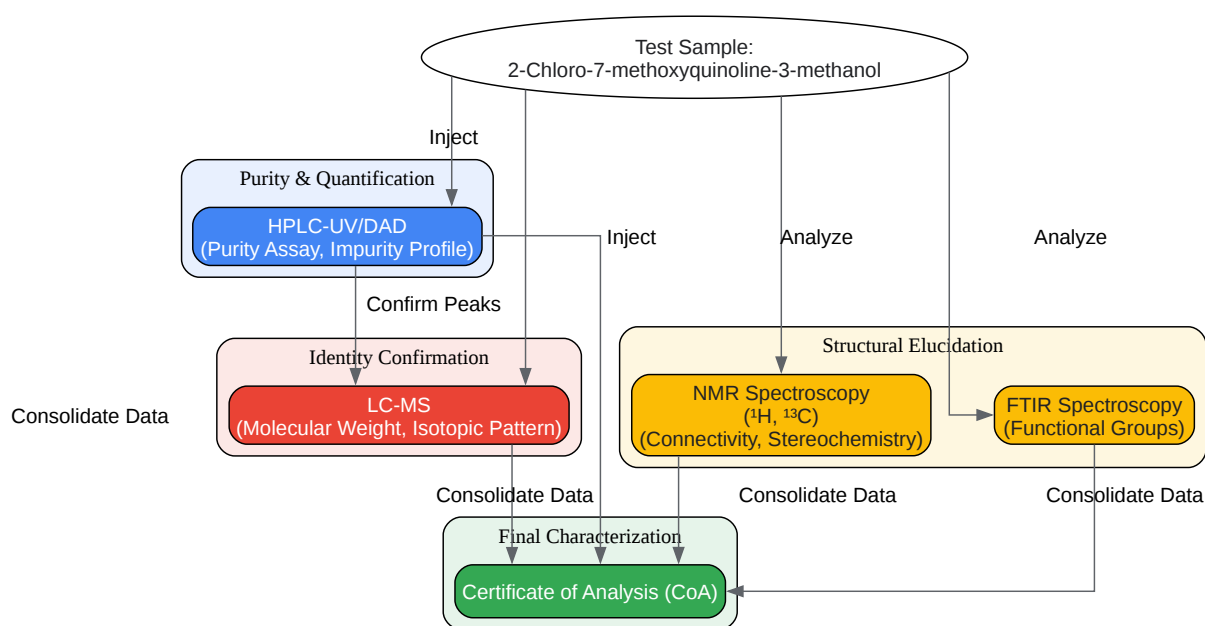 Test Sample:
2-Chloro-7-methoxyquinoline-3-methanol
Inject
Purity & Quantification
HPLC-UV/DAD
(Purity Assay, Impurity Profile)
Inject
Analyze
Analyze
Confirm Peaks
Identity Confirmation
Structural Elucidation
LC-MS
(Molecular Weight, Isotopic Pattern)
NMR Spectroscopy
(¹H, ¹³C)
(Connectivity, Stereochemistry)
FTIR Spectroscopy
(Functional Groups)
Consolidate Data
Consolidate Data
Consolidate Data
Consolidate Data
Final Characterization
Certificate of Analysis (CoA)